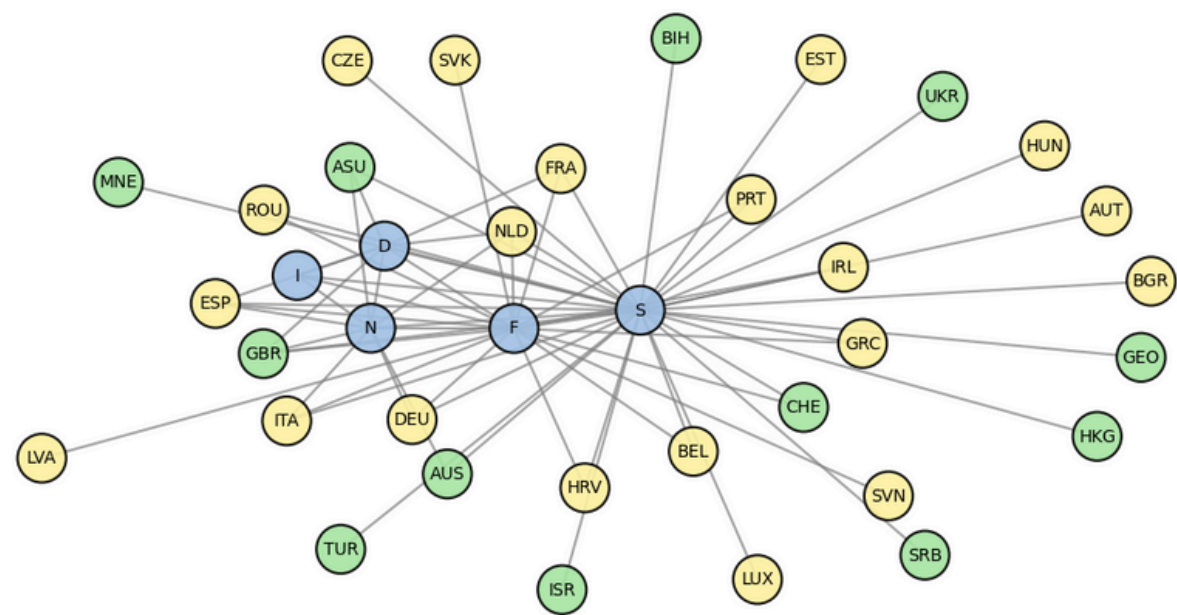 BIH
CZE
SVK
EST
UKR
HUN
ASU
FRA
MNE
PRT
ROU
AUT
NLD
D
IRL
I
BGR
ESP
S
N
F
GRC
GBR
GEO
CHE
ITA
DEU
HKG
BEL
LVA
AUS
HRV
SVN
TUR
SRB
LUX
ISR